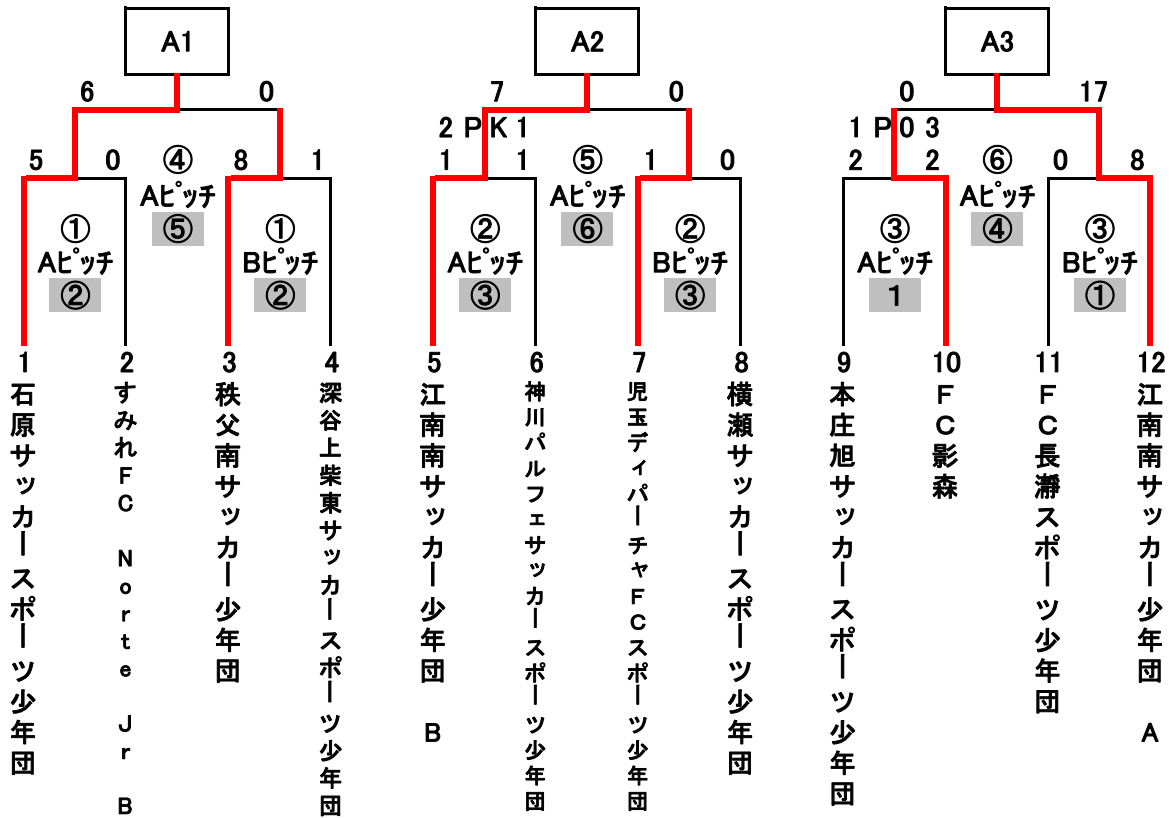 A1 A2 A3
6 0 7 0 0 17
2PK1 1P03
5 0 ④ 8 1 1 1 ⑤ 1 0 2 2 ⑥ 0 8
Aピッチ Aピッチ Aピッチ
⑤ ⑥ ④
① ① ② ② ③ ③
Aピッチ Bピッチ Aピッチ Bピッチ Aピッチ Bピッチ
② ② ③ ③ 1 ①
1 2 3 4 5 6 7 8 9 10 11 12
石原サッカースポーツ少年団
すみれFC Norte Jr B
秩父南サッカー少年団
深谷上柴東サッカースポーツ少年団
江南南サッカー少年団 B
神川パルフェサッカースポーツ少年団
児玉ディパーチャFCスポーツ少年団
横瀬サッカースポーツ少年団
本庄旭サッカースポーツ少年団
FC影森
FC長瀞スポーツ少年団
江南南サッカー少年団 A